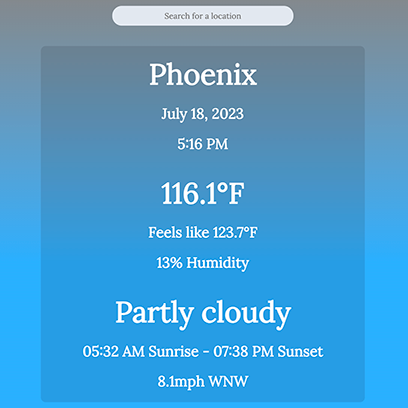 Search for a location
Phoenix
July 18, 2023
5:16 PM
116.1°F
Feels like 123.7°F
13% Humidity
Partly cloudy
05:32 AM Sunrise - 07:38 PM Sunset
8.1mph WNW